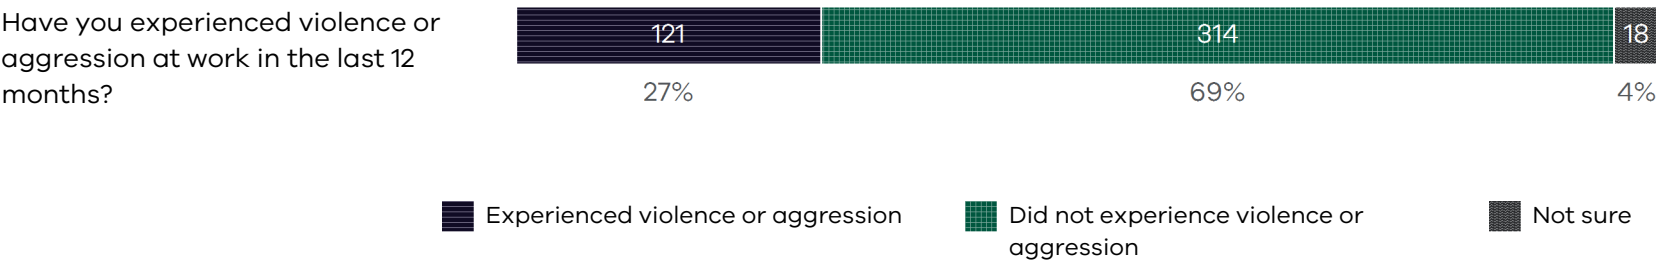 Have you experienced violence or
aggression at work in the last 12
months?
121
314
18
27%
69%
4%
Experienced violence or aggression
Did not experience violence or
aggression
Not sure